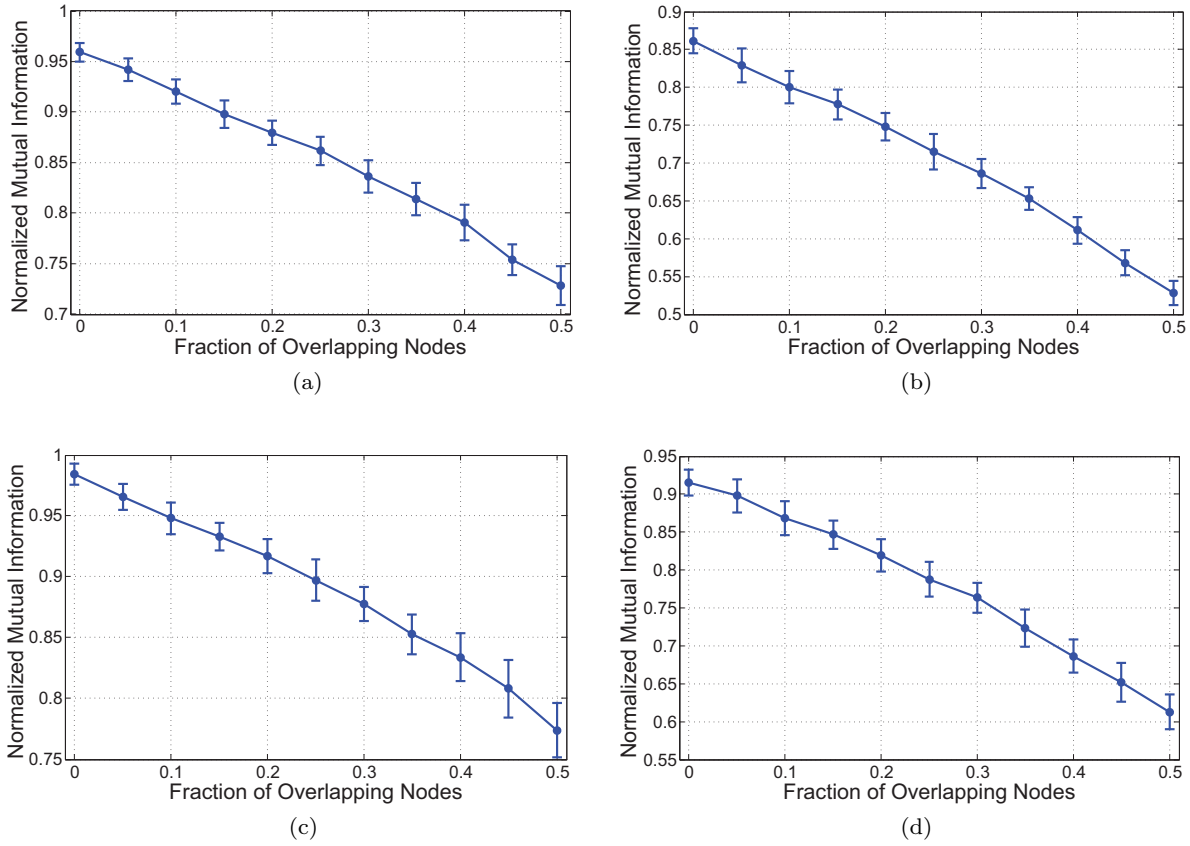 1
0.95
0.9
0.85
0.8
0.75
0.7
Normalized Mutual Information
0 0.1 0.2 0.3 0.4 0.5
Fraction of Overlapping Nodes
(a)
0.9
0.85
0.8
0.75
0.7
0.65
0.6
0.55
0.5
Normalized Mutual Information
0 0.1 0.2 0.3 0.4 0.5
Fraction of Overlapping Nodes
(b)
1
0.95
0.9
0.85
0.8
0.75
Normalized Mutual Information
0 0.1 0.2 0.3 0.4 0.5
Fraction of Overlapping Nodes
(c)
0.95
0.9
0.85
0.8
0.75
0.7
0.65
0.6
0.55
Normalized Mutual Information
0 0.1 0.2 0.3 0.4 0.5
Fraction of Overlapping Nodes
(d)